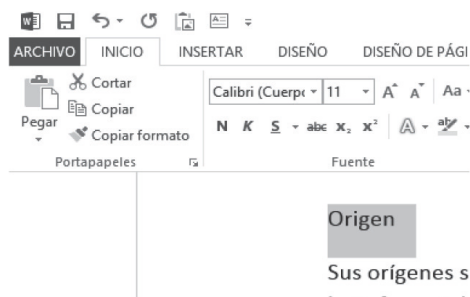 ARCHIVO INICIO INSERTAR DISEÑO DISEÑO DE PÁGI
Cortar
Copiar
Copiar formato
Pegar
Portapapeles
Calibri (Cuerpo 11 A A Aa
N K S abc x₂ x² A aby
Fuente
Origen
Sus orígenes s